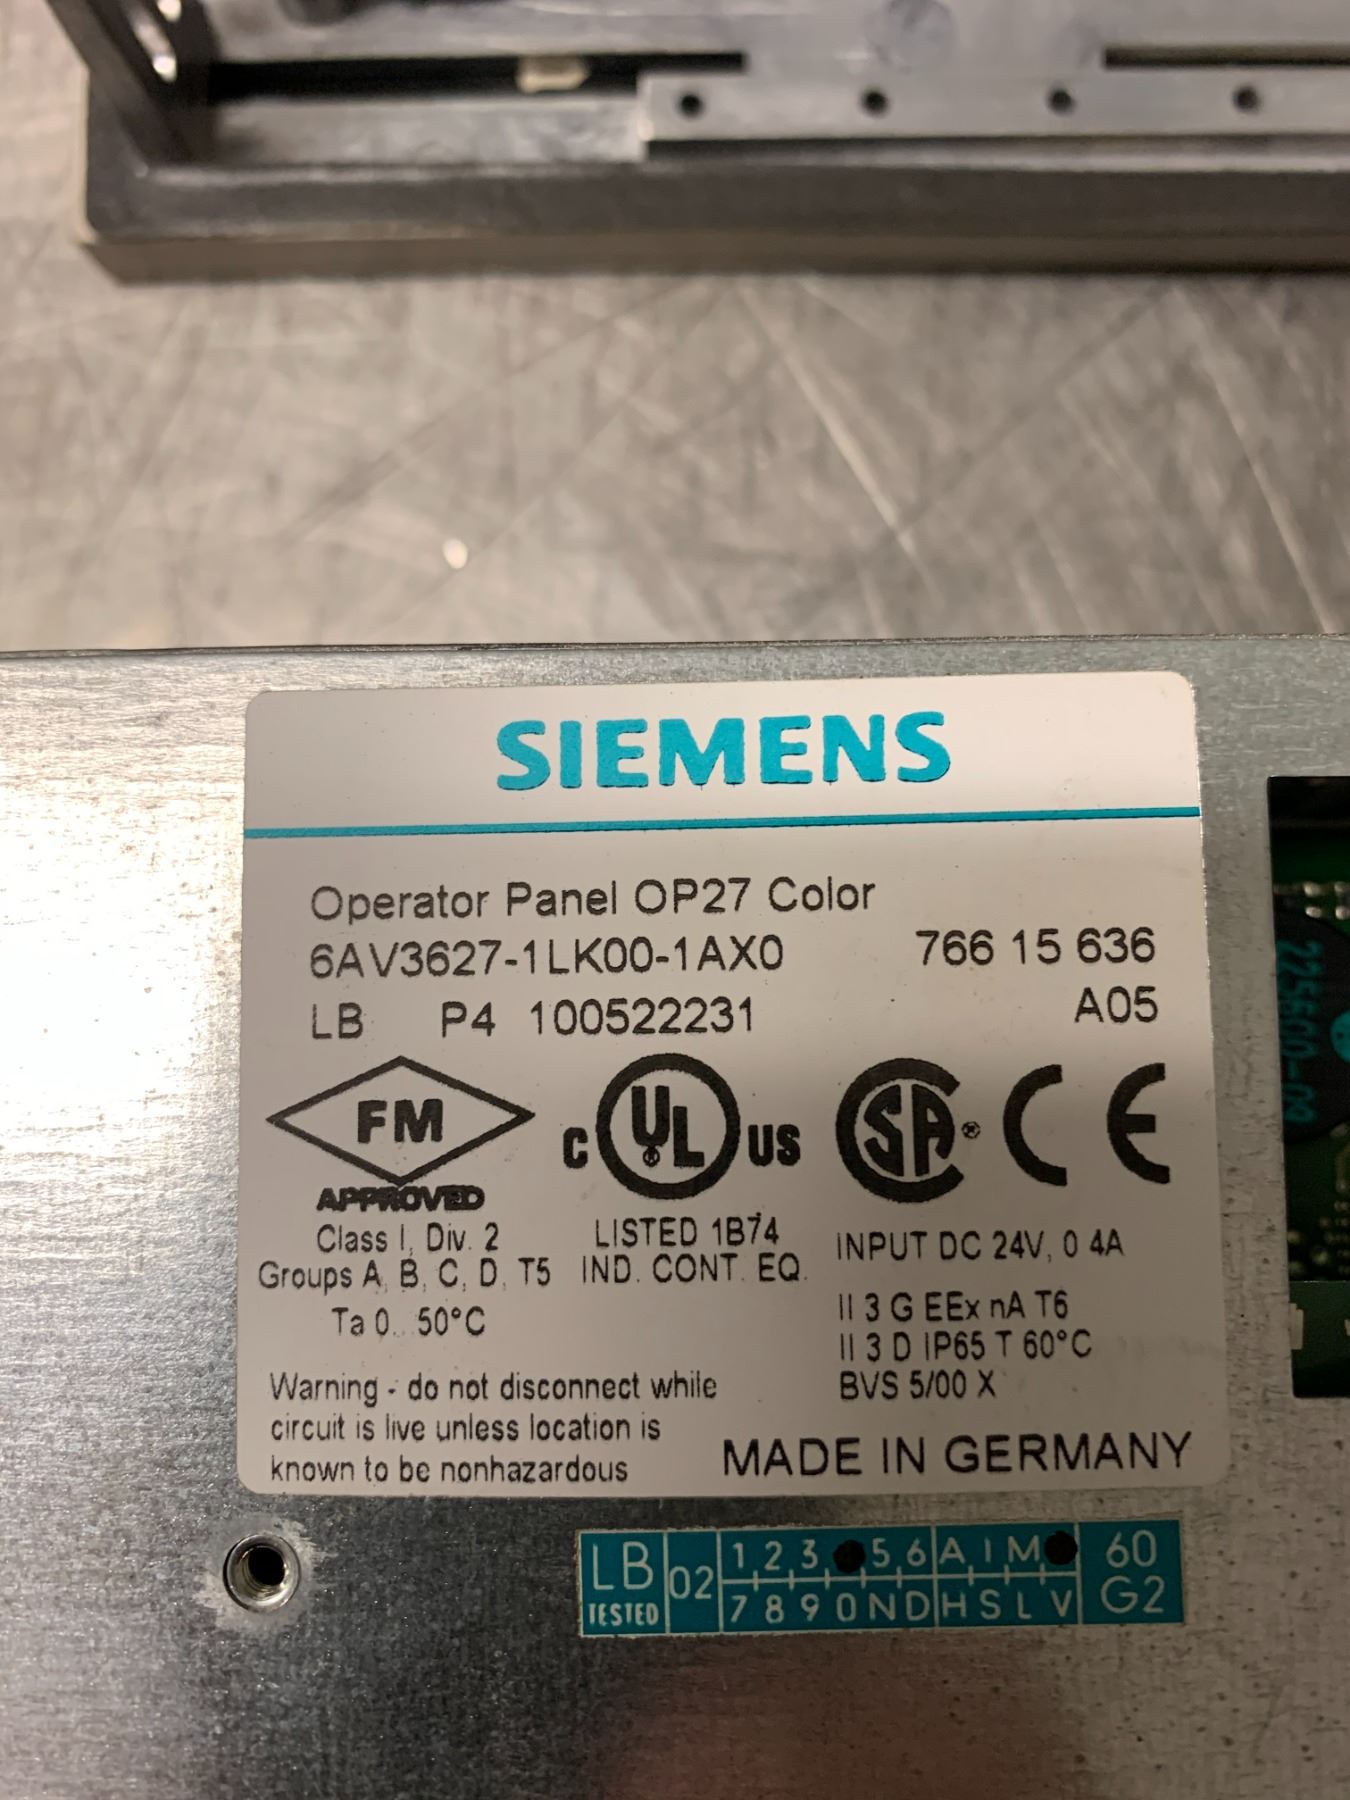 SIEMENS
Operator Panel OP27 Color
6AV3627-1LK00-1AX0 766 15 636
LB P4 100522231 A05
FM
APPROVED
C UL US
SA ® CE
Class I, Div. 2
Groups A, B, C, D, T5
Ta 0...50°C
LISTED 1B74
IND. CONT. EQ.
INPUT DC 24V, 0.4A
II 3 G EEx nA T6
II 3 D IP65 T 60°C
BVS 5/00 X
Warning - do not disconnect while
circuit is live unless location is
known to be nonhazardous
MADE IN GERMANY
LB TESTED 02
1 2 3 5 6 A I M
7 8 9 0 N D H S L V
60
G2